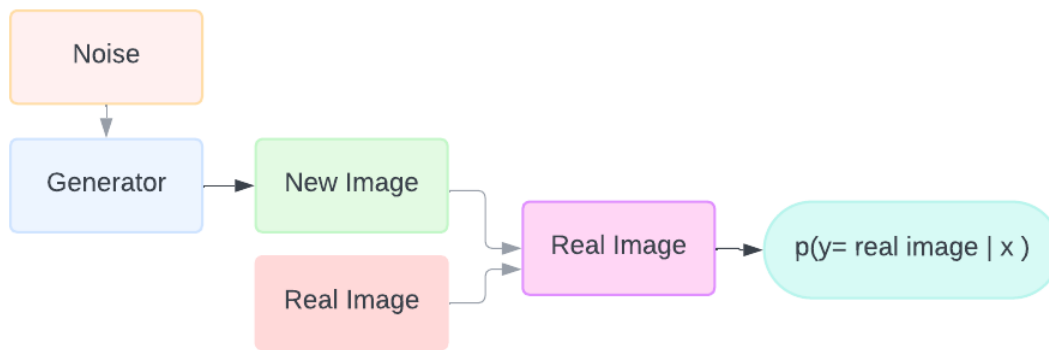 Noise
Generator
New Image
Real Image
Real Image
p(y= real image | x )